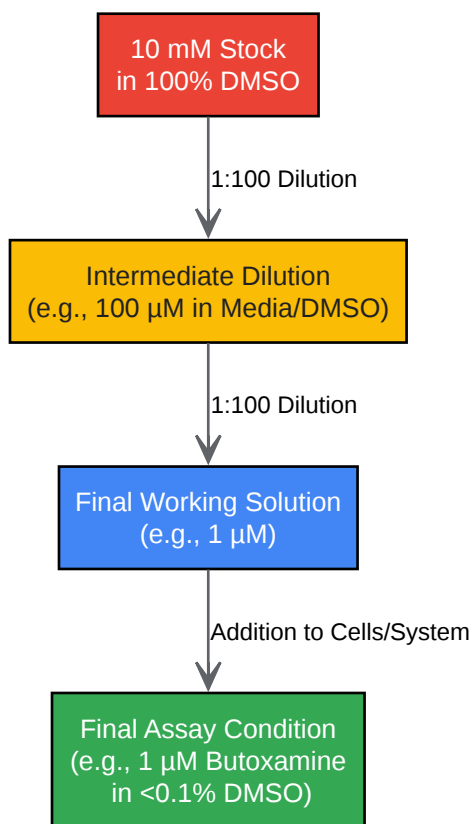 10 mM Stock
in 100% DMSO
1:100 Dilution
Intermediate Dilution
(e.g., 100 µM in Media/DMSO)
1:100 Dilution
Final Working Solution
(e.g., 1 µM)
Addition to Cells/System
Final Assay Condition
(e.g., 1 µM Butoxamine
in <0.1% DMSO)